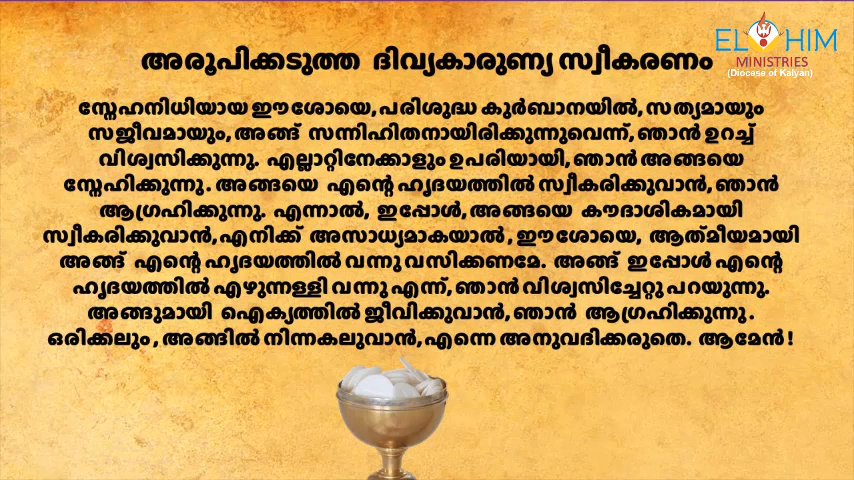 ELOHIM
MINISTRIES
(Diocese of Kalyan)
അരൂപിക്കടുത്ത ദിവ്യകാരുണ്യ സ്വീകരണം
സ്നേഹനിധിയായ ഈശോയെ, പരിശുദ്ധ കുർബാനയിൽ, സത്യമായും
സജീവമായും, അങ്ങ് സന്നിഹിതനായിരിക്കുന്നുവെന്ന്, ഞാൻ ഉറച്ച്
വിശ്വസിക്കുന്നു. എല്ലാറ്റിനേക്കാളും ഉപരിയായി, ഞാൻ അങ്ങയെ
സ്നേഹിക്കുന്നു. അങ്ങയെ എന്റെ ഹൃദയത്തിൽ സ്വീകരിക്കുവാൻ, ഞാൻ
ആഗ്രഹിക്കുന്നു. എന്നാൽ, ഇപ്പോൾ, അങ്ങയെ കൗദാശികമായി
സ്വീകരിക്കുവാൻ, എനിക്ക് അസാധ്യമാകയാൽ, ഈശോയെ, ആത്മീയമായി
അങ്ങ് എന്റെ ഹൃദയത്തിൽ വന്നു വസിക്കണമേ. അങ്ങ് ഇപ്പോൾ എന്റെ
ഹൃദയത്തിൽ എഴുന്നള്ളി വന്നു എന്ന്, ഞാൻ വിശ്വസിച്ചേറ്റു പറയുന്നു.
അങ്ങുമായി ഐക്യത്തിൽ ജീവിക്കുവാൻ, ഞാൻ ആഗ്രഹിക്കുന്നു.
ഒരിക്കലും, അങ്ങിൽ നിന്നകലുവാൻ, എന്നെ അനുവദിക്കരുതെ. ആമേൻ!